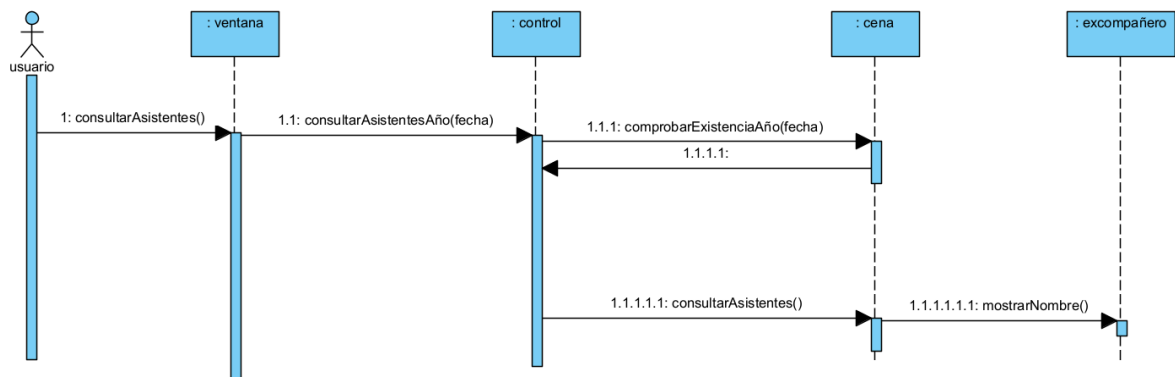 : ventana
: control
: cena
: excompañero
usuario
1: consultarAsistentes()
1.1: consultarAsistentesAño(fecha)
1.1.1: comprobarExistenciaAño(fecha)
1.1.1.1:
1.1.1.1.1: consultarAsistentes()
1.1.1.1.1.1: mostrarNombre()